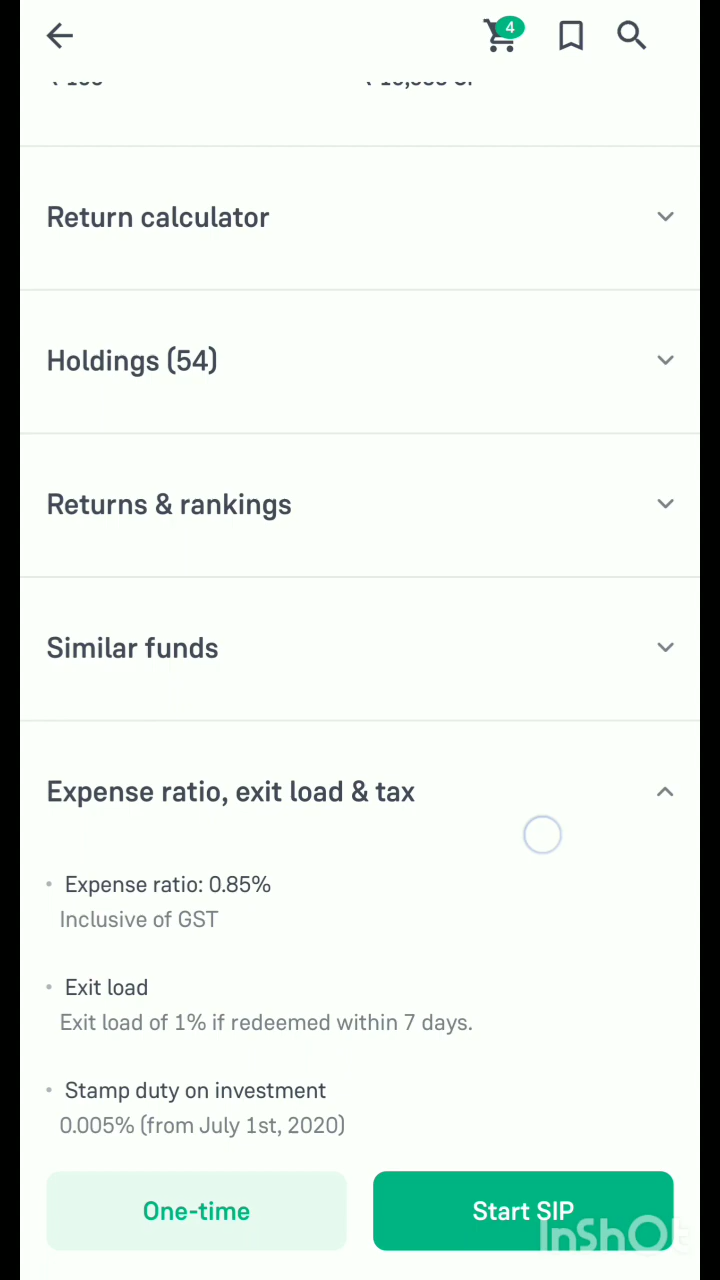 4
Return calculator
Holdings (54)
Returns & rankings
Similar funds
Expense ratio, exit load & tax
• Expense ratio: 0.85%
Inclusive of GST
• Exit load
Exit load of 1% if redeemed within 7 days.
• Stamp duty on investment
0.005% (from July 1st, 2020)
One-time
Start SIP
InShOt